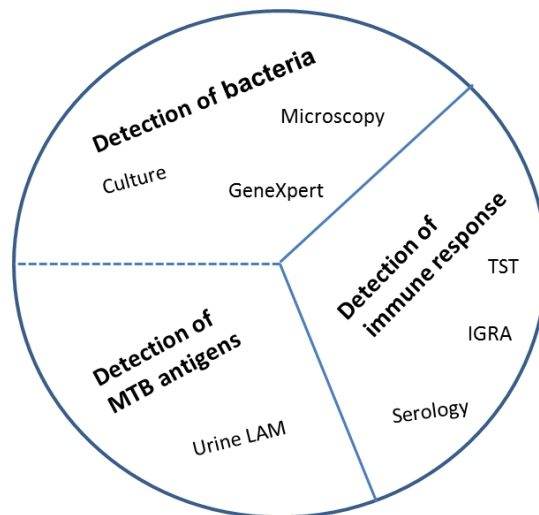 Detection of bacteria
Microscopy
Culture
GeneXpert
Detection of
immune response
TST
IGRA
Serology
Detection of
MTB antigens
Urine LAM